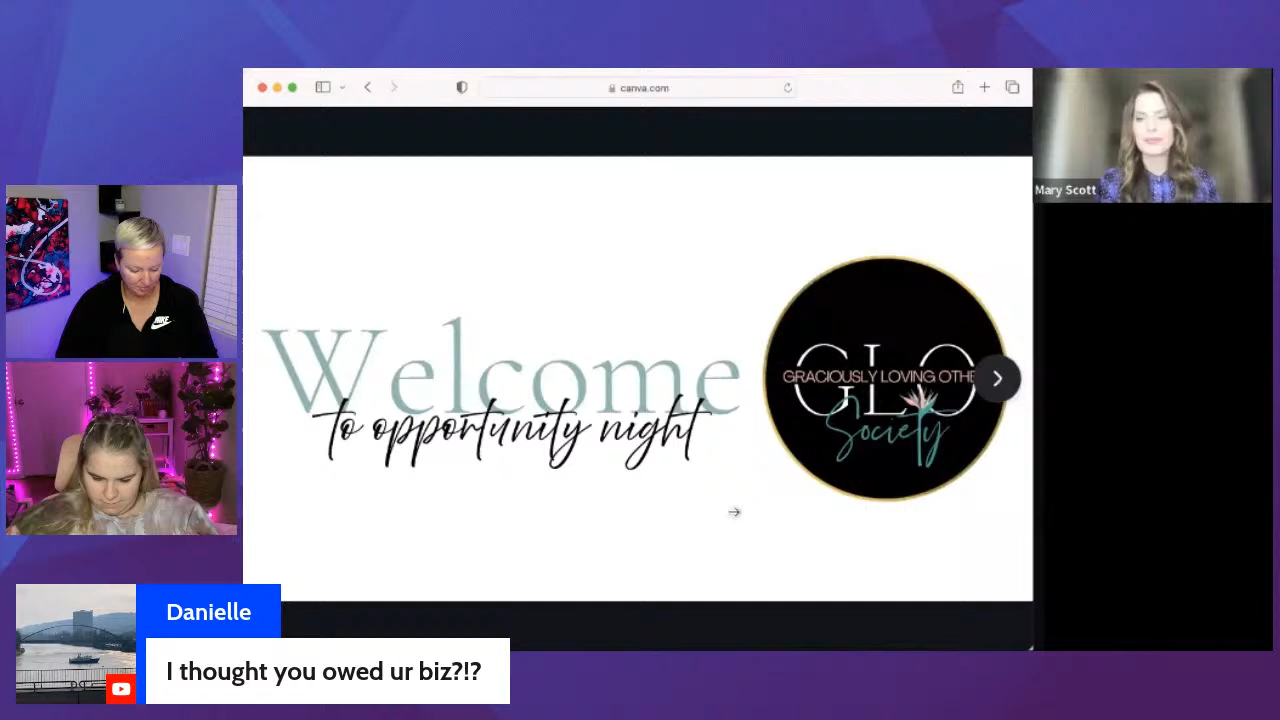 canva.com
Mary Scott
NIKE
Welcome
to opportunity night
GLO
GRACIOUSLY LOVING OTHE
Society
Danielle
I thought you owed ur biz?!?